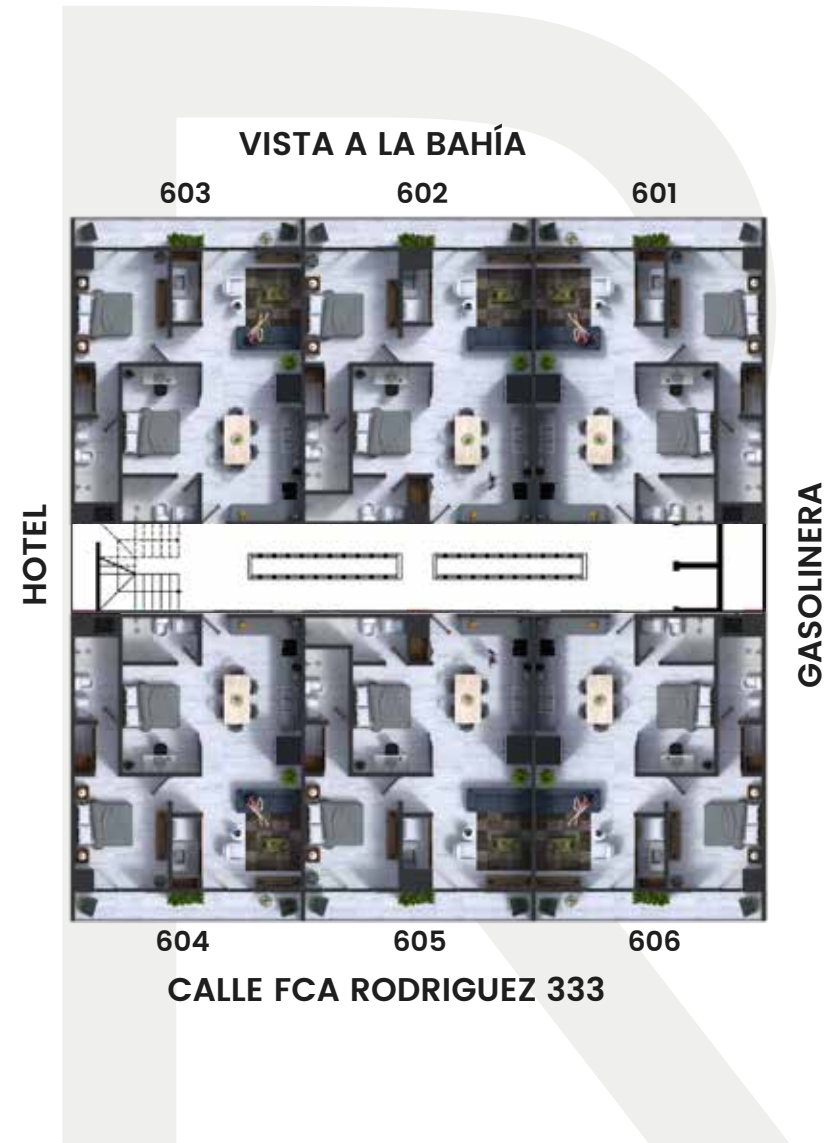 VISTA A LA BAHÍA
603 602 601
HOTEL
GASOLINERA
604 605 606
CALLE FCA RODRIGUEZ 333